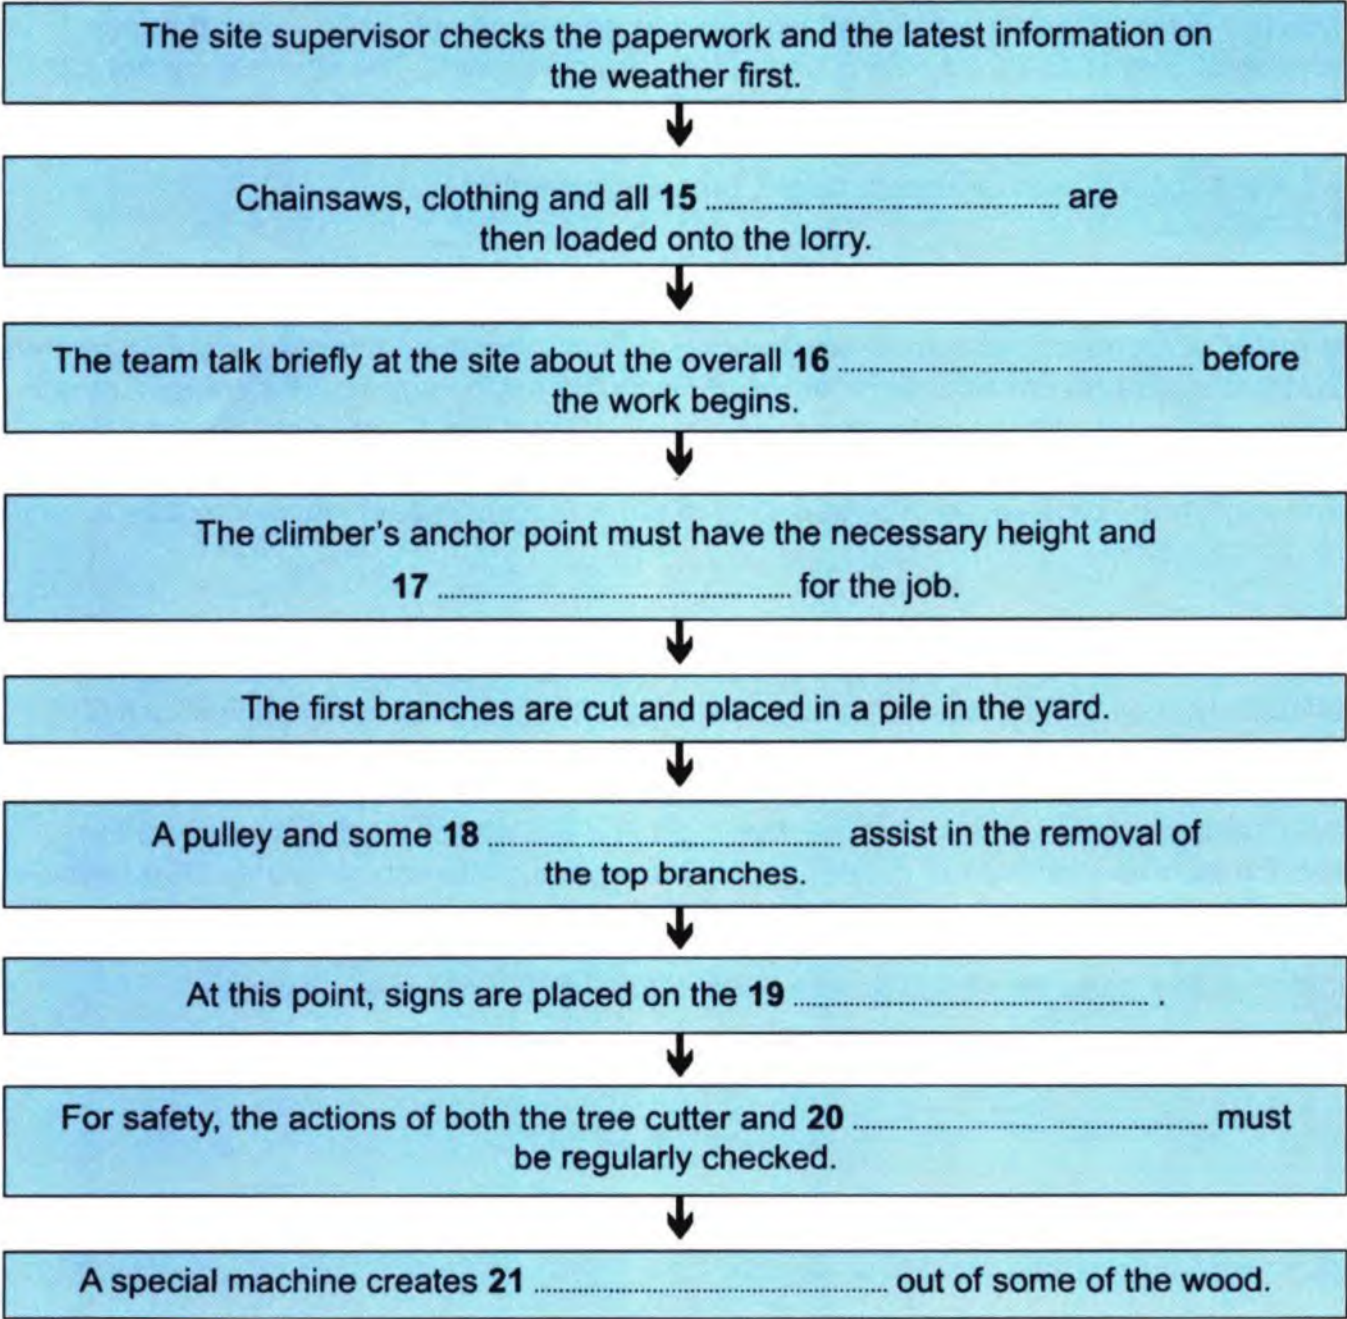 The site supervisor checks the paperwork and the latest information on
the weather first.
Chainsaws, clothing and all 15 ........................ are
then loaded onto the lorry.
The team talk briefly at the site about the overall 16 ........................ before
the work begins.
The climber's anchor point must have the necessary height and
17 ........................ for the job.
The first branches are cut and placed in a pile in the yard.
A pulley and some 18 ........................ assist in the removal of
the top branches.
At this point, signs are placed on the 19 ........................ .
For safety, the actions of both the tree cutter and 20 ........................ must
be regularly checked.
A special machine creates 21 ........................ out of some of the wood.